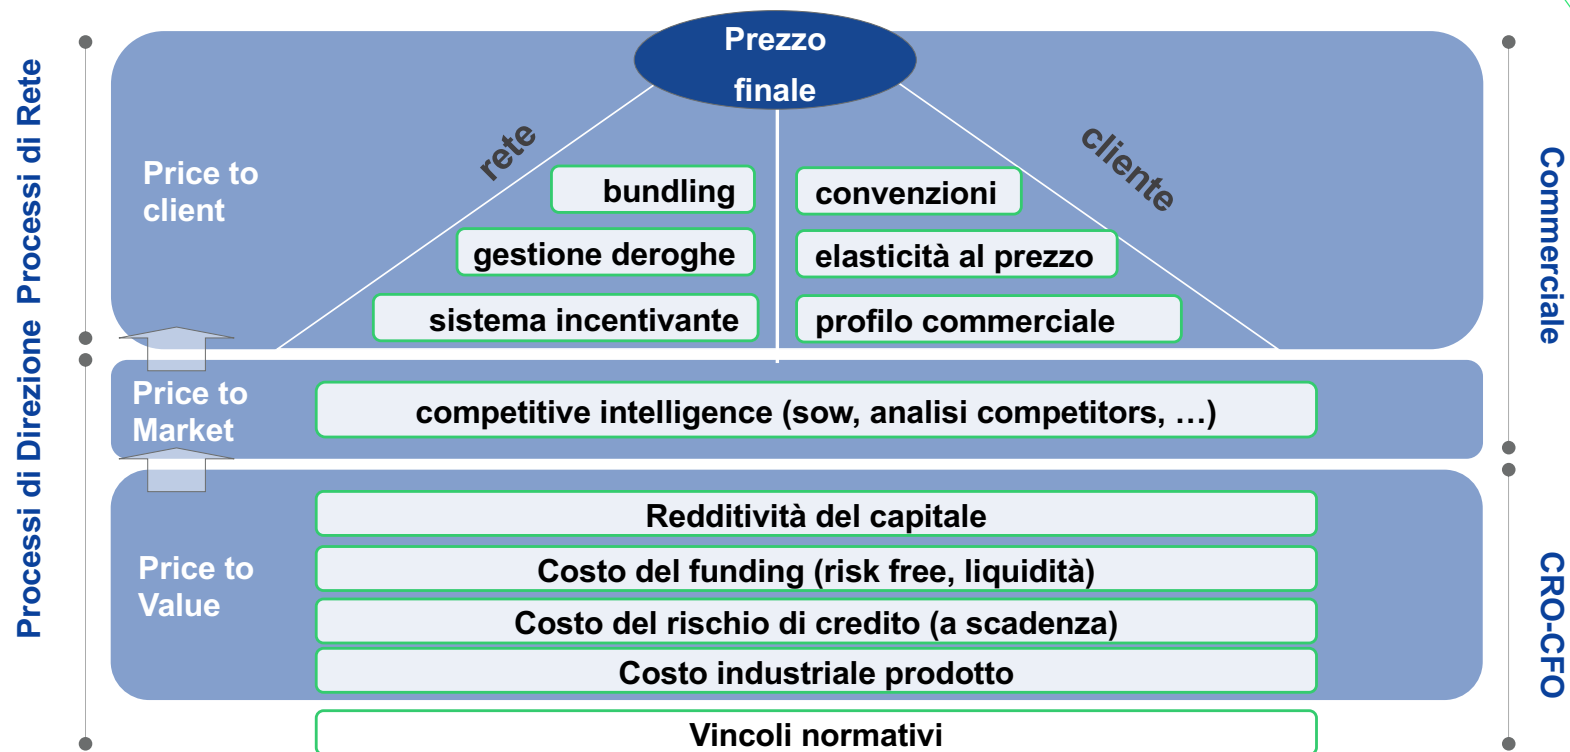 Prezzo
finale
Processi di Rete
Price to
client
rete
cliente
bundling
convenzioni
gestione deroghe
elasticità al prezzo
sistema incentivante
profilo commerciale
Commerciale
Processi di Direzione
Price to
Market
competitive intelligence (sow, analisi competitors, …)
Price to
Value
Redditività del capitale
Costo del funding (risk free, liquidità)
Costo del rischio di credito (a scadenza)
Costo industriale prodotto
Vincoli normativi
CRO-CFO